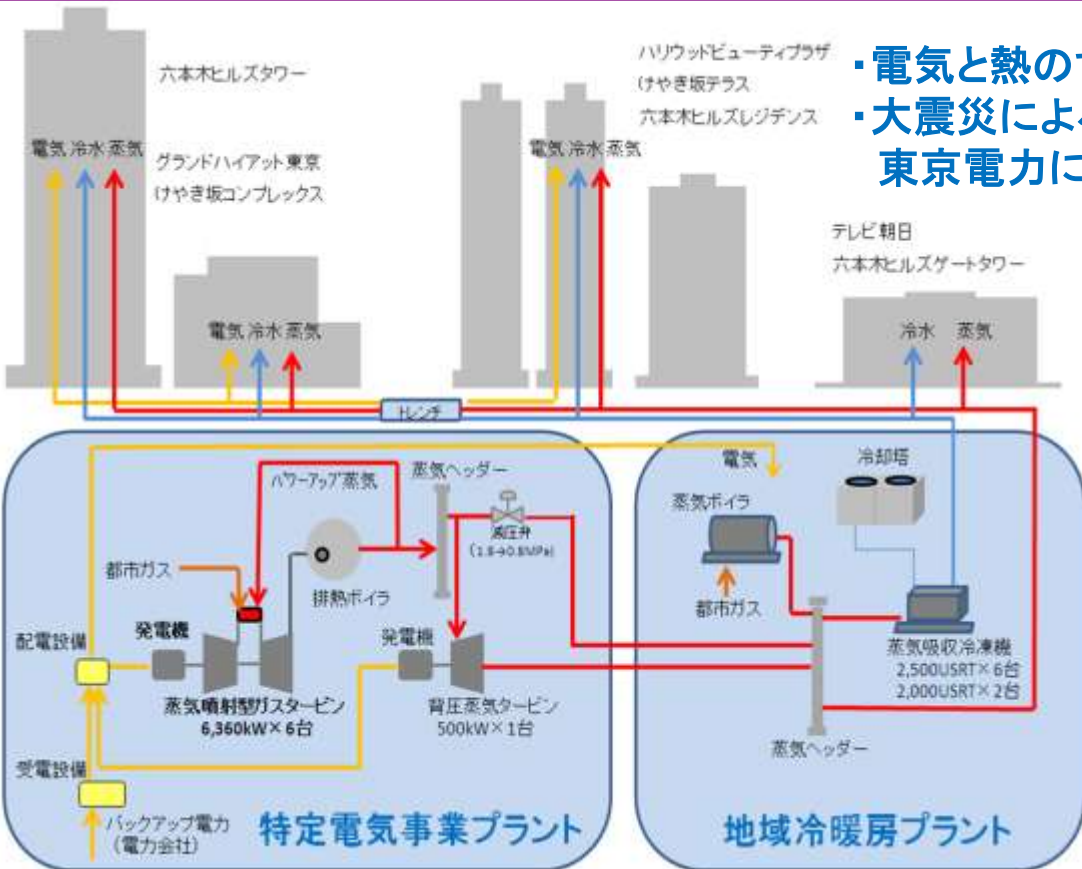 六本木ヒルズタワー
ハリウッドビューティプラザ
けやき坂テラス
六本木ヒルズレジデンス
・電気と熱の
・大震災によ
東京電力に
電気 冷水 蒸気
グランドハイアット東京
けやき坂コンプレックス
電気 冷水 蒸気
テレビ朝日
六本木ヒルズゲートタワー
電気 冷水 蒸気
冷水 蒸気
トレンチ
パワーアップ蒸気
蒸気ヘッダー
減圧弁
(1.8→0.8MPa)
都市ガス
排熱ボイラ
配電設備
発電機
発電機
蒸気噴射型ガスタービン
6,360kW×6台
背圧蒸気タービン
500kW×1台
受電設備
バックアップ電力
(電力会社)
特定電気事業プラント
電気
冷却塔
蒸気ボイラ
都市ガス
蒸気吸収冷凍機
2,500USRT×6台
2,000USRT×2台
蒸気ヘッダー
地域冷暖房プラント